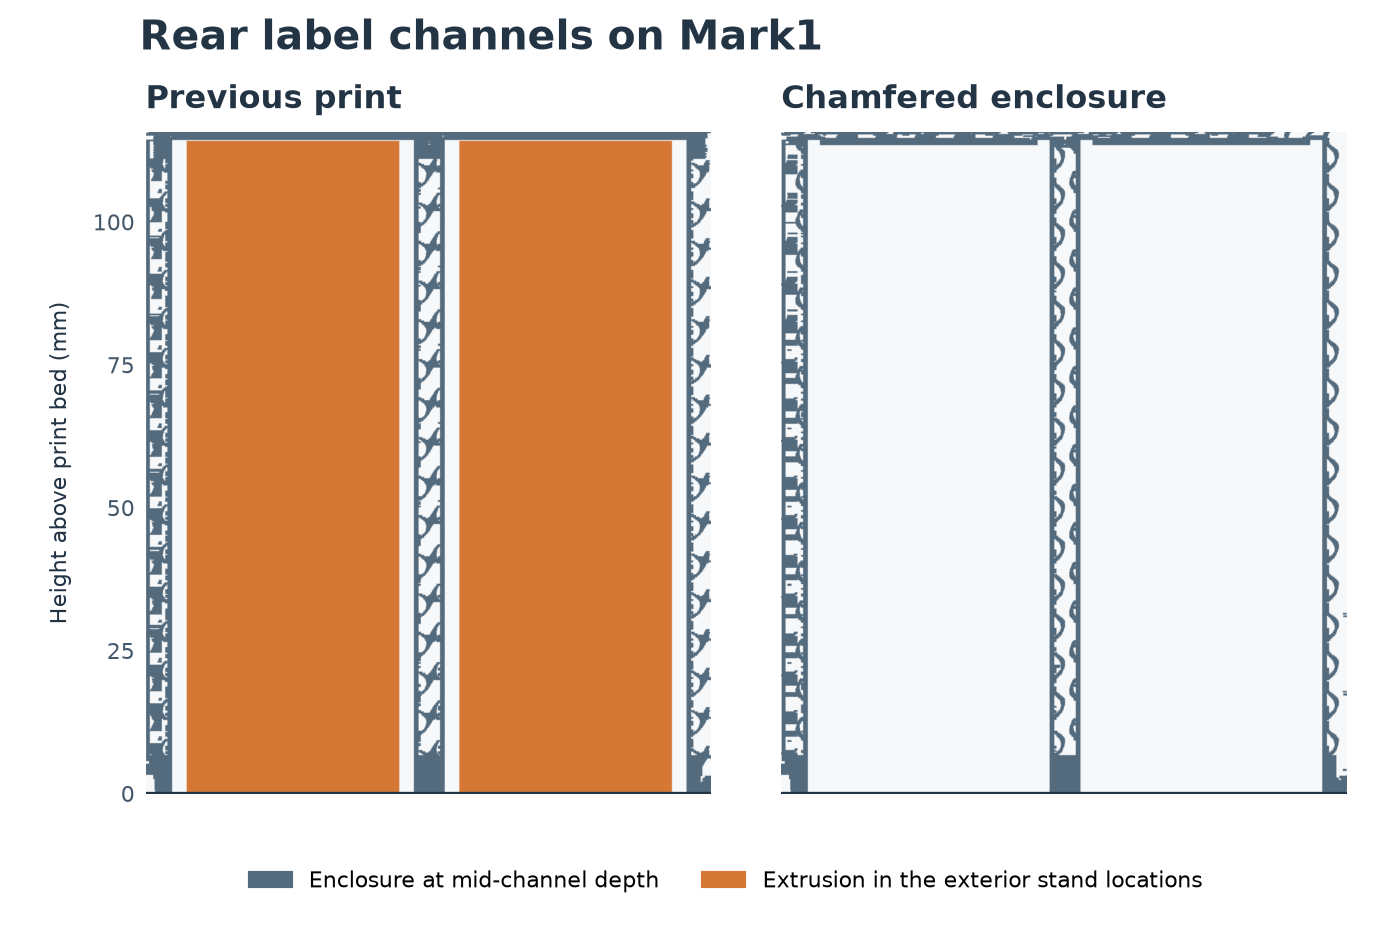 Rear label channels on Mark1
Previous print
Chamfered enclosure
100
75
50
25
0
Height above print bed (mm)
Enclosure at mid-channel depth
Extrusion in the exterior stand locations